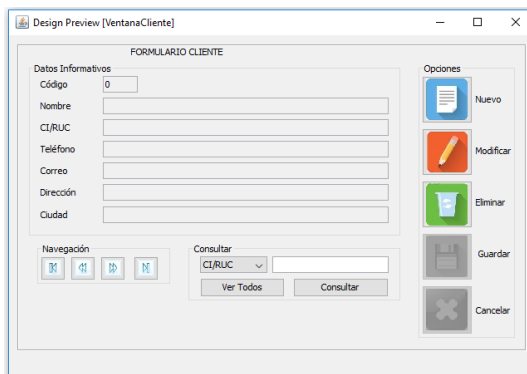 Design Preview [VentanaCliente]
FORMULARIO CLIENTE
Datos Informativos
Código 0
Nombre
CI/RUC
Teléfono
Correo
Dirección
Ciudad
Opciones
Nuevo
Modificar
Eliminar
Guardar
Cancelar
Navegación
Consultar
CI/RUC
Ver Todos Consultar